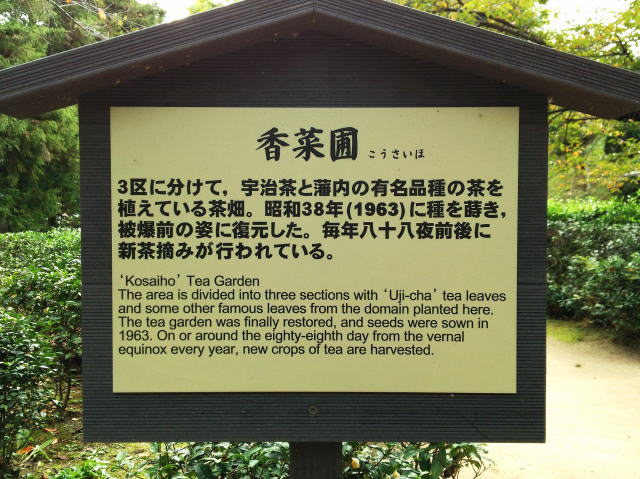 香菜圃 こうさいほ
3区に分けて，宇治茶と藩内の有名品種の茶を
植えている茶畑。昭和38年(1963)に種を蒔き，
被爆前の姿に復元した。毎年八十八夜前後に
新茶摘みが行われている。
‘Kosaiho’ Tea Garden
The area is divided into three sections with ‘Uji-cha’ tea leaves
and some other famous leaves from the domain planted here.
The tea garden was finally restored, and seeds were sown in
1963. On or around the eighty-eighth day from the vernal
equinox every year, new crops of tea are harvested.